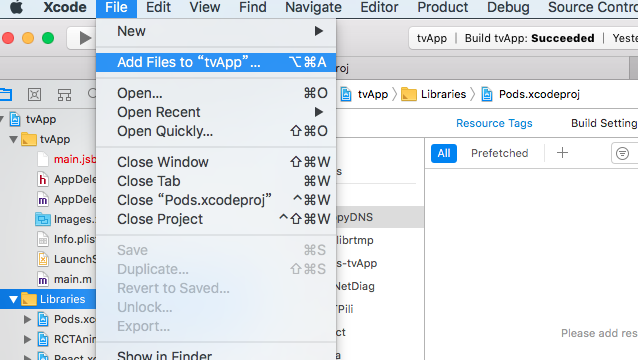 Xcode File Edit View Find Navigate Editor Product Debug Source Contro
New
tvApp | Build tvApp: Succeeded | Yeste
Add Files to “tvApp”... ⌥⌘A
roj
Open... ⌘O
tvApp Libraries Pods.xcodeproj
Open Recent
Open Quickly... ⇧⌘O
Resource Tags Build Setting
All Prefetched +
Close Window ⇧⌘W
Close Tab ⌘W
Close “Pods.xcodeproj” ^⌘W
Close Project ^⇧⌘W
Save ⌘S
Duplicate... ⇧⌘S
Revert to Saved...
Unlock...
Export...
Show in Finder
tvApp
tvApp
main.jsb
AppDele
AppDele
Images.
Info.plis
LaunchS
main.m
Libraries
Pods.xc
RCTAni
React.xc
s
pyDNS
librtmp
s-tvApp
NetDiag
/Pili
ct
Please add res